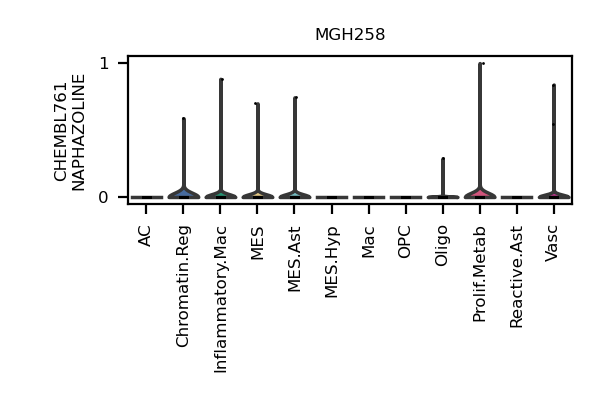 MGH258
CHEMBL761
NAPHAZOLINE
1
0
AC
Chromatin.Reg
Inflammatory.Mac
MES
MES.Ast
MES.Hyp
Mac
OPC
Oligo
Prolif.Metab
Reactive.Ast
Vasc